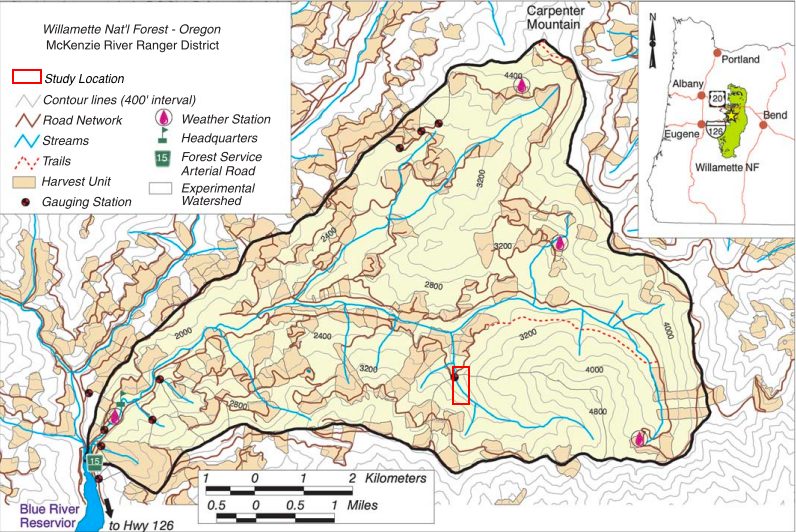 Willamette Nat'l Forest - Oregon
McKenzie River Ranger District
Study Location
Contour lines (400' interval)
Road Network
Streams
Trails
Harvest Unit
Gauging Station
Weather Station
Headquarters
15
Forest Service
Arterial Road
Experimental
Watershed
Carpenter
Mountain
N
Portland
Albany
20
Bend
Eugene
126
Willamette NF
4400
3200
2400
3200
2800
2000
2400
3200
3200
4000
4000
2800
4800
15
1 0 1 2 Kilometers
0.5 0 0.5 1 Miles
Blue River
Reservior
to Hwy 126